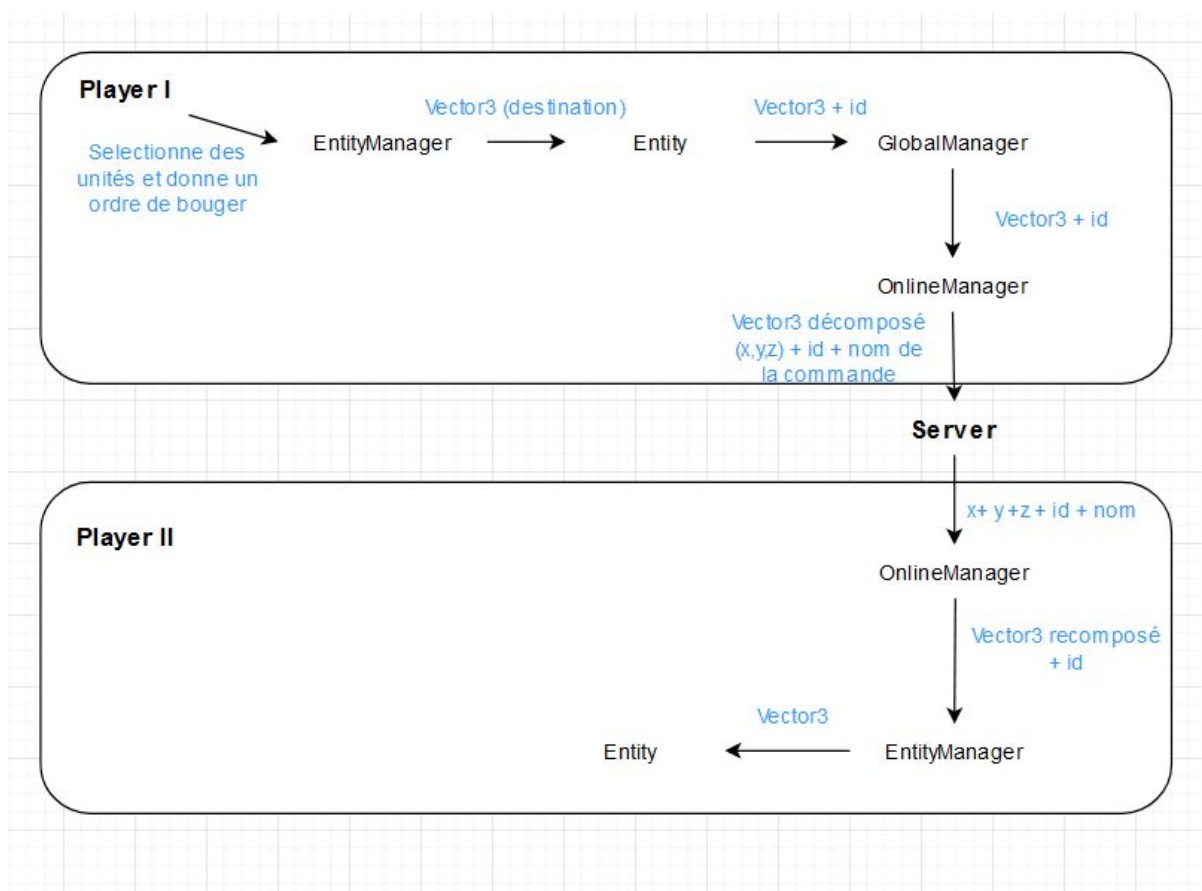 Player I
Vector3 (destination)
Vector3 + id
EntityManager
Entity
GlobalManager
Selectionne des
unités et donne un
ordre de bouger
Vector3 + id
OnlineManager
Vector3 décomposé
(x,y,z) + id + nom de
la commande
Server
x+ y +z + id + nom
Player II
OnlineManager
Vector3 recomposé
+ id
Vector3
Entity
EntityManager